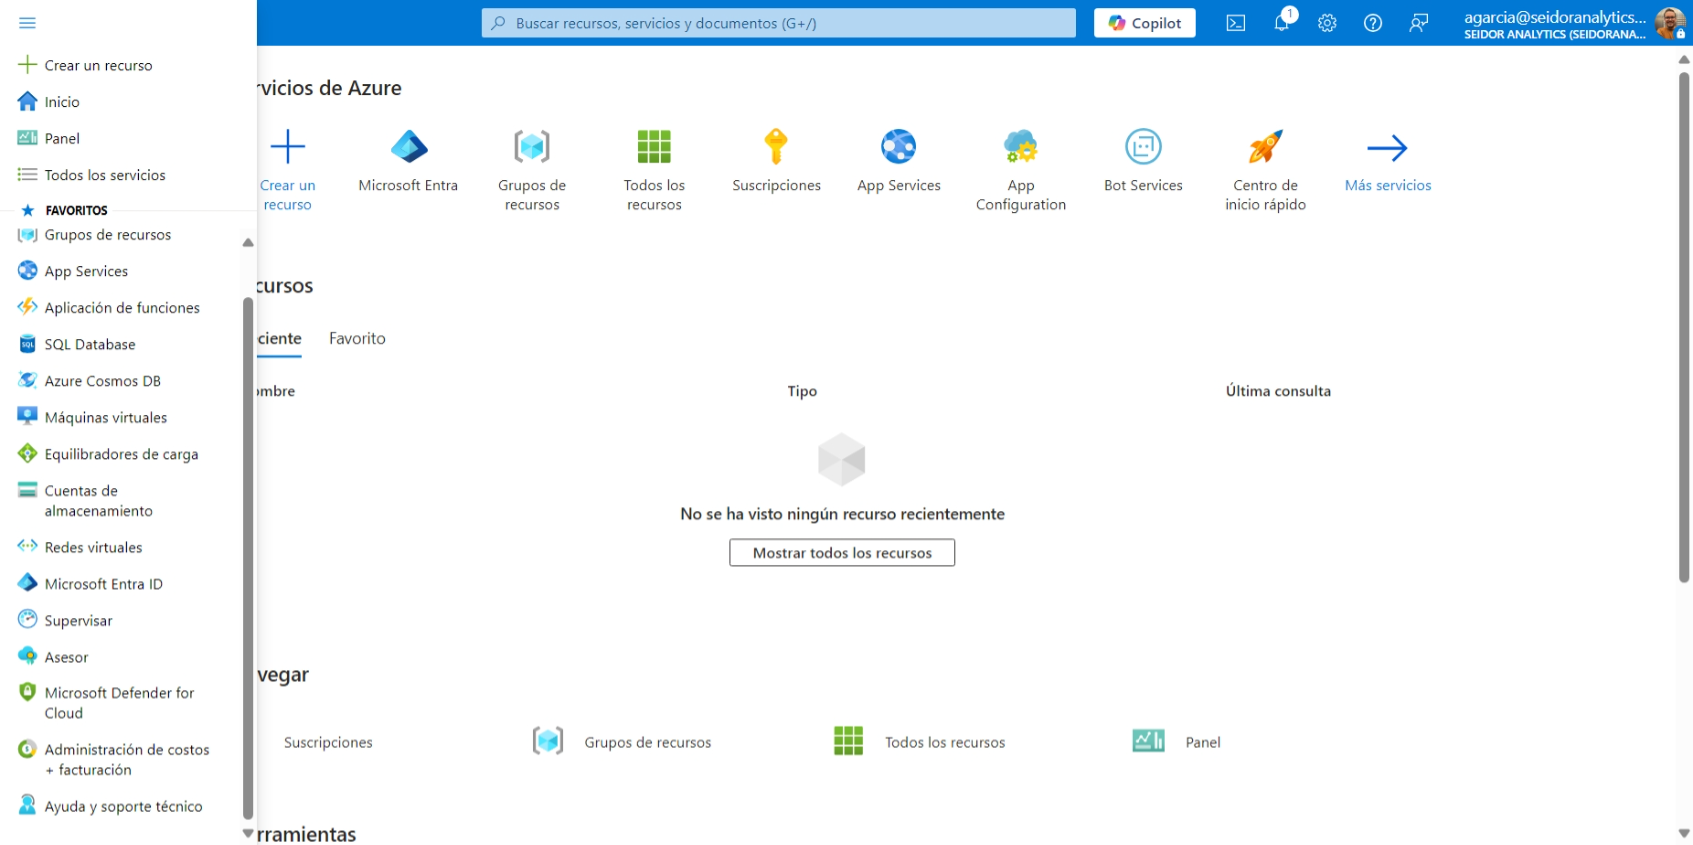 Buscar recursos, servicios y documentos (G+/)
Copilot
1
agarcia@seidoranalytics...
SEIDOR ANALYTICS (SEIDORANA...
Crear un recurso
Inicio
Panel
Todos los servicios
FAVORITOS
Grupos de recursos
App Services
Aplicación de funciones
SQL Database
Azure Cosmos DB
Máquinas virtuales
Equilibradores de carga
Cuentas de
almacenamiento
Redes virtuales
Microsoft Entra ID
Supervisar
Asesor
Microsoft Defender for
Cloud
Administración de costos
+ facturación
Ayuda y soporte técnico
rvicios de Azure
Crear un
recurso
Microsoft Entra
Grupos de
recursos
Todos los
recursos
Suscripciones
App Services
App
Configuration
Bot Services
Centro de
inicio rápido
Más servicios
cursos
ciente
Favorito
ombre
Tipo
Última consulta
No se ha visto ningún recurso recientemente
Mostrar todos los recursos
vegar
Suscripciones
Grupos de recursos
Todos los recursos
Panel
rramientas